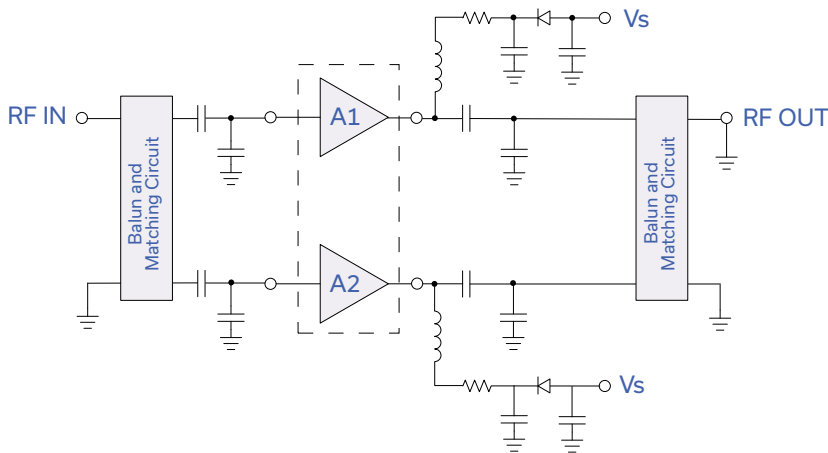 Vs
RF IN
A1
RF OUT
Balun and
Matching Circuit
Balun and
Matching Circuit
A2
Vs